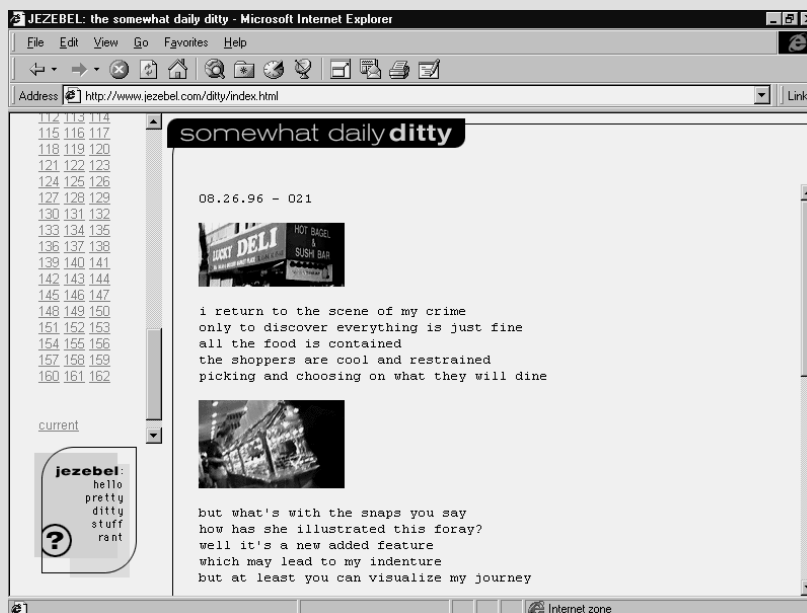 JEZEBEL: the somewhat daily ditty - Microsoft Internet Explorer
File Edit View Go Favorites Help
Address http://www.jezebel.com/ditty/index.html Link
112 113 114
115 116 117
118 119 120
121 122 123
124 125 126
127 128 129
130 131 132
133 134 135
136 137 138
139 140 141
142 143 144
145 146 147
148 149 150
151 152 153
154 155 156
157 158 159
160 161 162
current
jezebel:
hello
pretty
ditty
stuff
rant
?
somewhat daily ditty
08.26.96 - 021
LUCKY DELI
HOT BAGEL
&
SUSHI BAR
i return to the scene of my crime
only to discover everything is just fine
all the food is contained
the shoppers are cool and restrained
picking and choosing on what they will dine
but what's with the snaps you say
how has she illustrated this foray?
well it's a new added feature
which may lead to my indenture
but at least you can visualize my journey
Internet zone